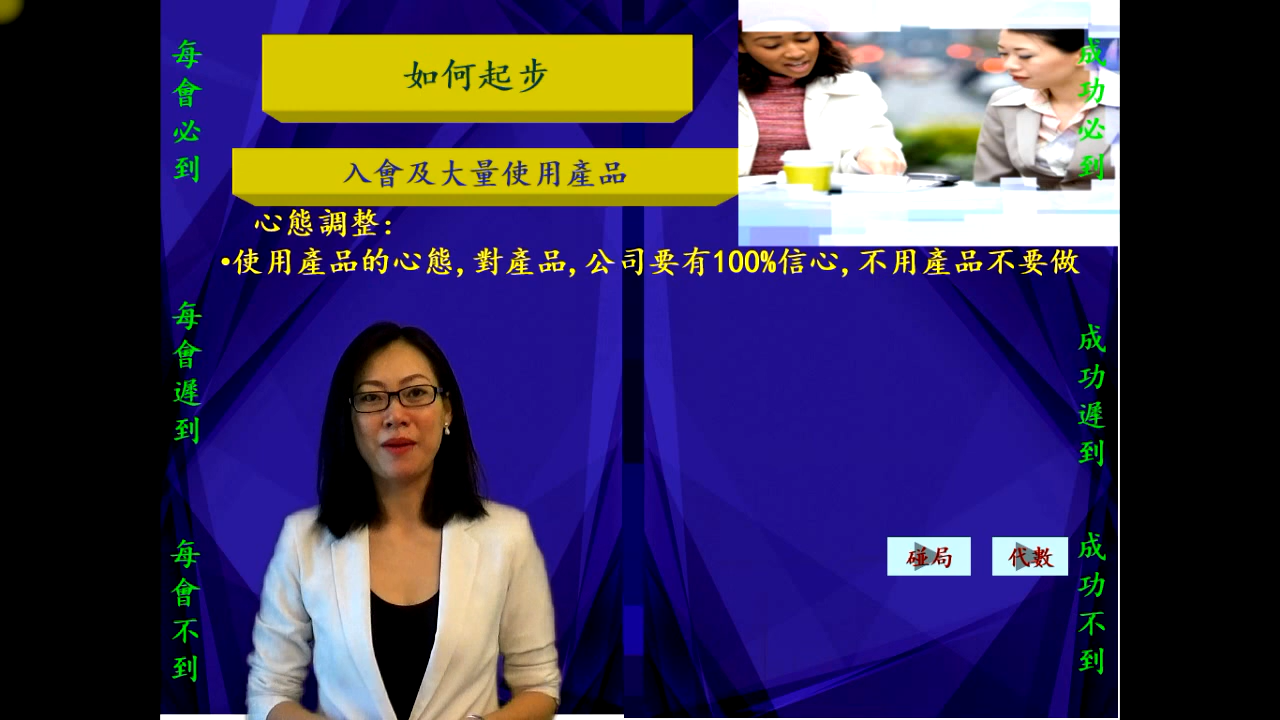 如何起步
入會及大量使用產品
心態調整:
•使用產品的心態,對產品,公司要有100%信心,不用產品不要做
每會必到
每會遲到
每會不到
成功必到
成功遲到
成功不到
碰局
代數